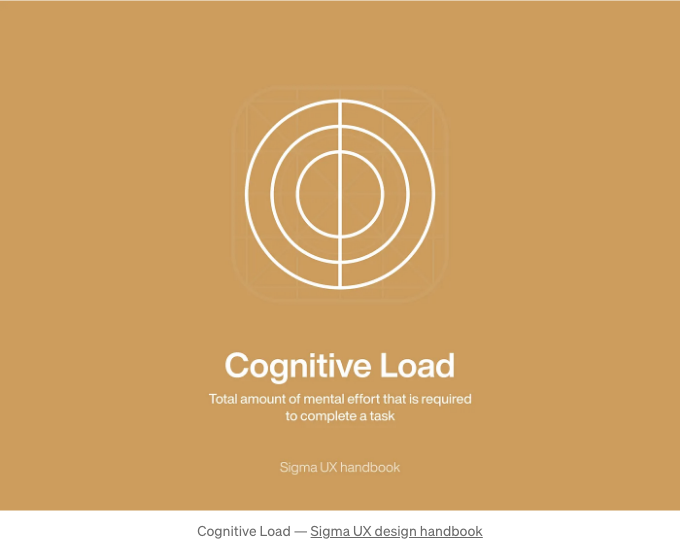 Cognitive Load
Total amount of mental effort that is required
to complete a task
Sigma UX handbook
Cognitive Load — Sigma UX design handbook